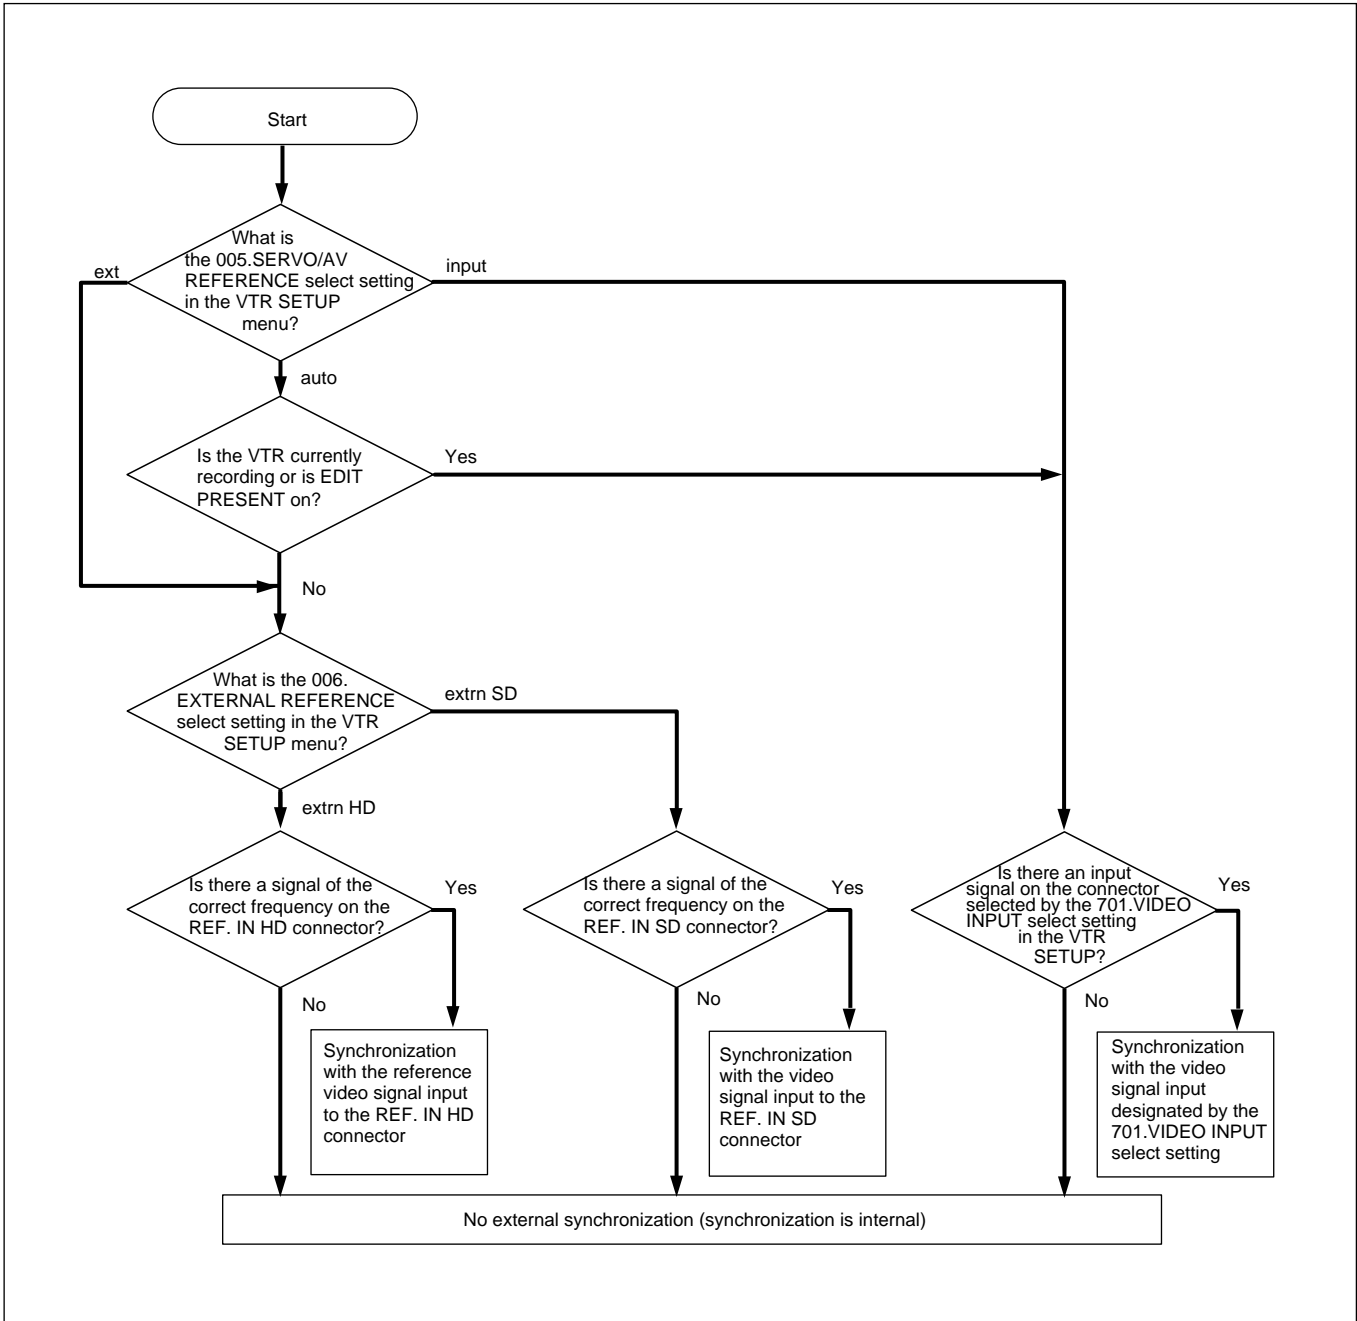 Start
What is
the 005.SERVO/AV
REFERENCE select setting
in the VTR SETUP
menu?
ext
input
auto
Is the VTR currently
recording or is EDIT
PRESENT on?
Yes
No
What is the 006.
EXTERNAL REFERENCE
select setting in the VTR
SETUP menu?
extrn SD
extrn HD
Is there a signal of the
correct frequency on the
REF. IN HD connector?
Yes
No
Is there a signal of the
correct frequency on the
REF. IN SD connector?
Yes
No
Is there an input
signal on the connector
selected by the 701.VIDEO
INPUT select setting
in the VTR
SETUP?
Yes
No
Synchronization
with the reference
video signal input
to the REF. IN HD
connector
Synchronization
with the video
signal input to the
REF. IN SD
connector
Synchronization
with the video
signal input
designated by the
701.VIDEO INPUT
select setting
No external synchronization (synchronization is internal)